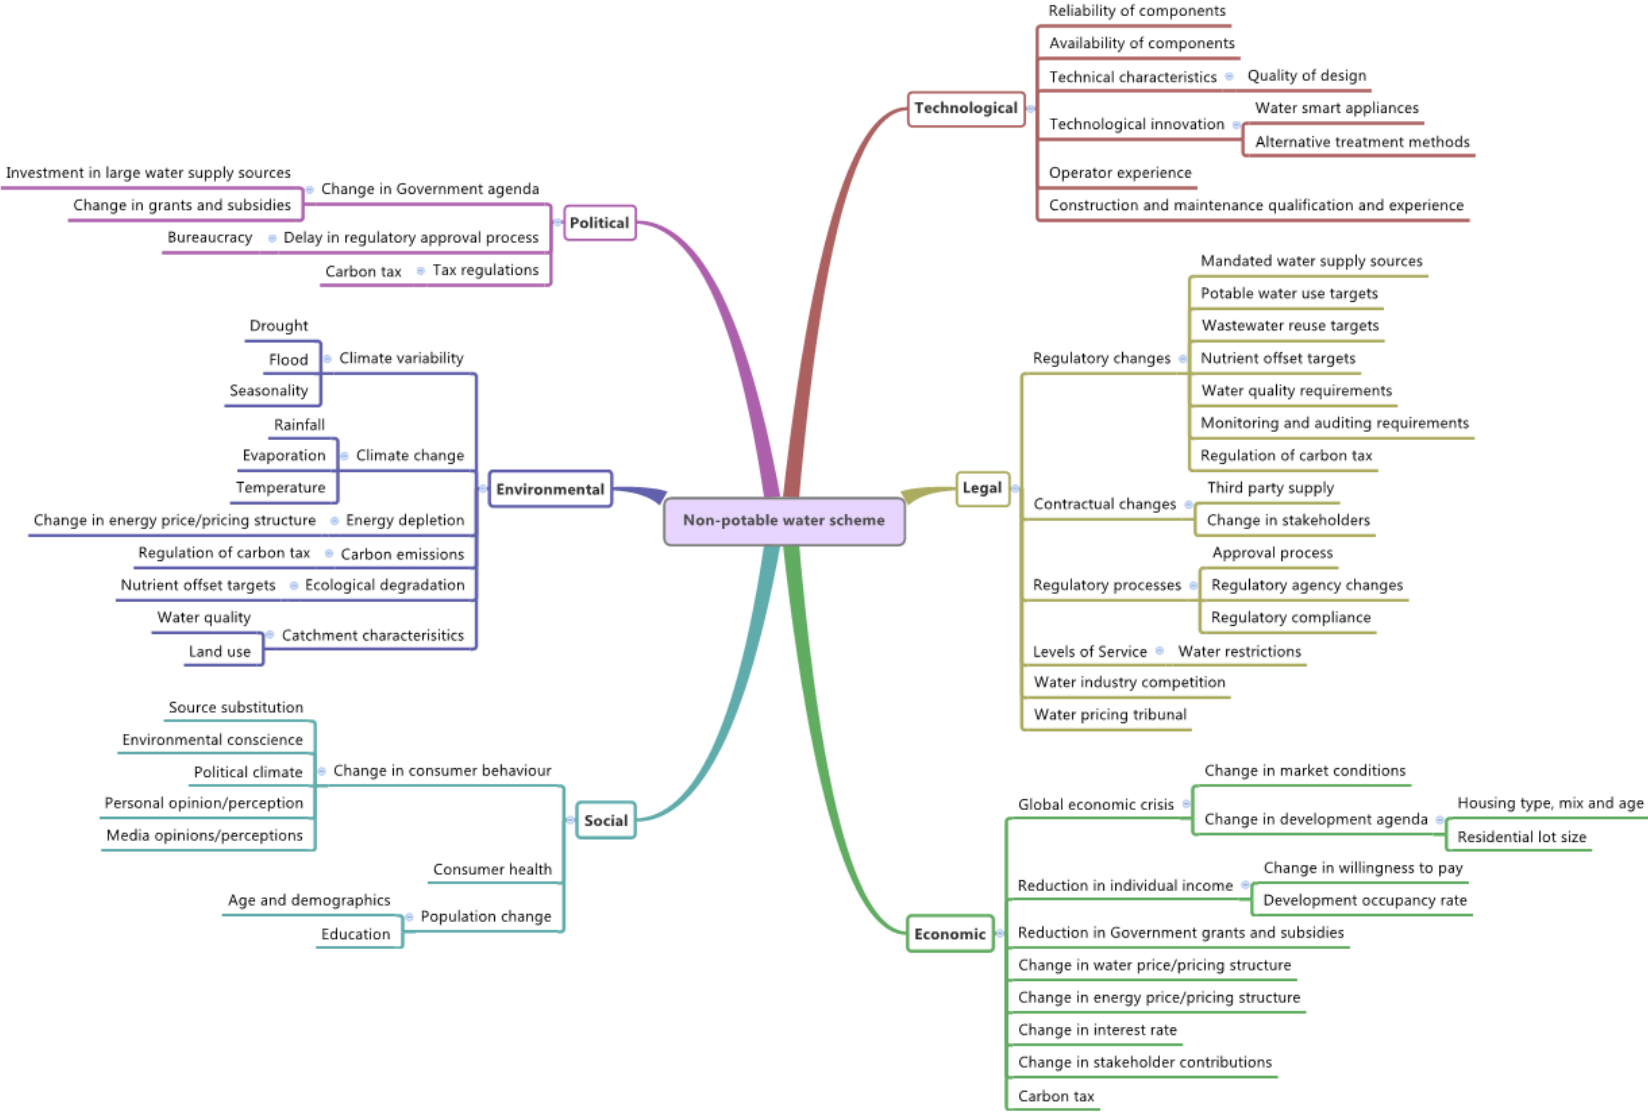 Non-potable water scheme
Technological
Reliability of components
Availability of components
Technical characteristics
Quality of design
Technological innovation
Water smart appliances
Alternative treatment methods
Operator experience
Construction and maintenance qualification and experience
Legal
Regulatory changes
Mandated water supply sources
Potable water use targets
Wastewater reuse targets
Nutrient offset targets
Water quality requirements
Monitoring and auditing requirements
Regulation of carbon tax
Contractual changes
Third party supply
Change in stakeholders
Regulatory processes
Approval process
Regulatory agency changes
Regulatory compliance
Levels of Service
Water restrictions
Water industry competition
Water pricing tribunal
Economic
Global economic crisis
Change in market conditions
Change in development agenda
Housing type, mix and age
Residential lot size
Reduction in individual income
Change in willingness to pay
Development occupancy rate
Reduction in Government grants and subsidies
Change in water price/pricing structure
Change in energy price/pricing structure
Change in interest rate
Change in stakeholder contributions
Carbon tax
Political
Change in Government agenda
Investment in large water supply sources
Change in grants and subsidies
Delay in regulatory approval process
Bureaucracy
Tax regulations
Carbon tax
Environmental
Climate variability
Drought
Flood
Seasonality
Climate change
Rainfall
Evaporation
Temperature
Energy depletion
Change in energy price/pricing structure
Carbon emissions
Regulation of carbon tax
Ecological degradation
Nutrient offset targets
Catchment characterisitics
Water quality
Land use
Social
Change in consumer behaviour
Source substitution
Environmental conscience
Political climate
Personal opinion/perception
Media opinions/perceptions
Consumer health
Population change
Age and demographics
Education